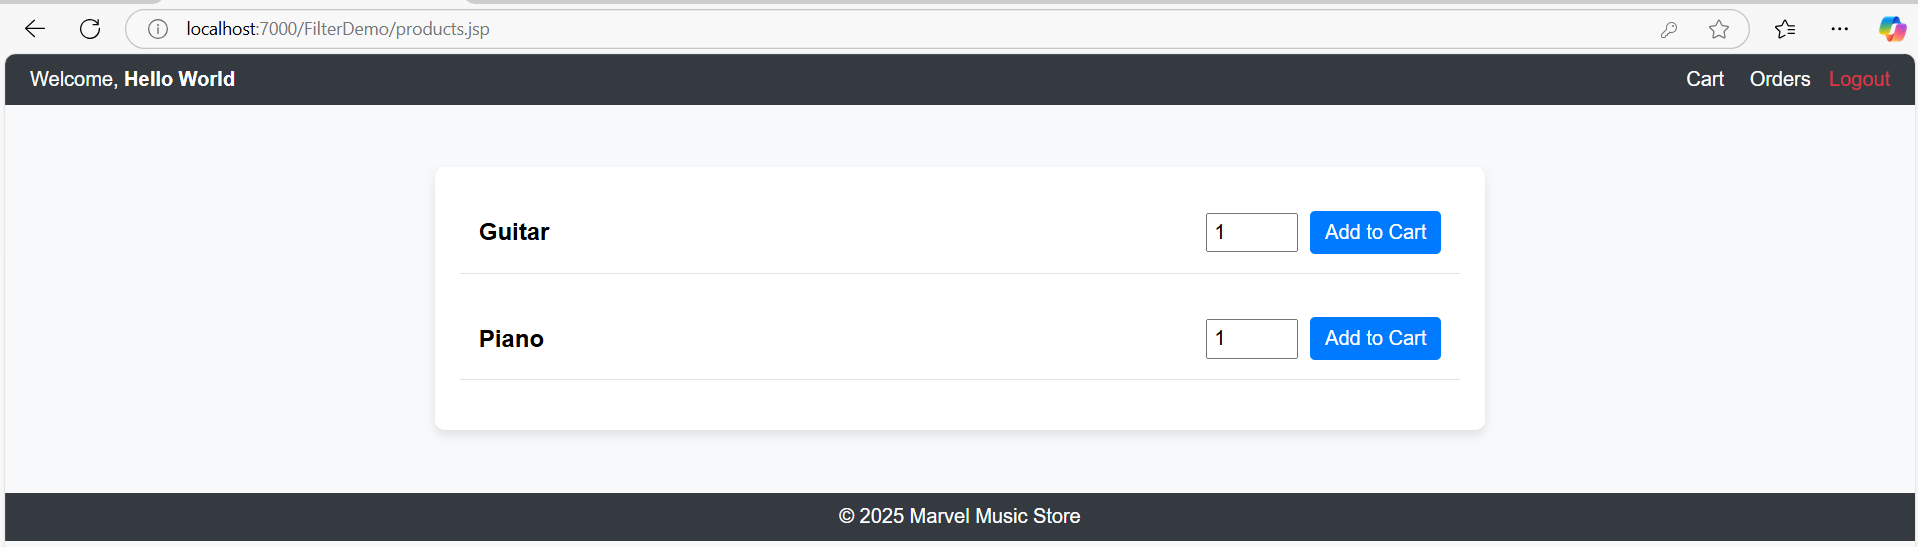 localhost:7000/FilterDemo/products.jsp
Welcome, Hello World Cart Orders Logout
Guitar 1 Add to Cart
Piano 1 Add to Cart
© 2025 Marvel Music Store